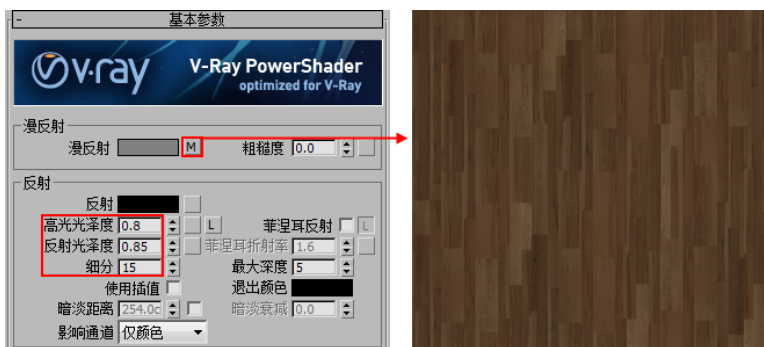 - 基本参数
v·ray V-Ray PowerShader
optimized for V-Ray
漫反射
漫反射 M 粗糙度 0.0
反射
反射
高光光泽度 0.8 L 菲涅耳反射 L
反射光泽度 0.85 菲涅耳折射率 1.6
细分 15 最大深度 5
使用插值 退出颜色
暗淡距离 254.0c 暗淡衰减 0.0
影响通道 仅颜色